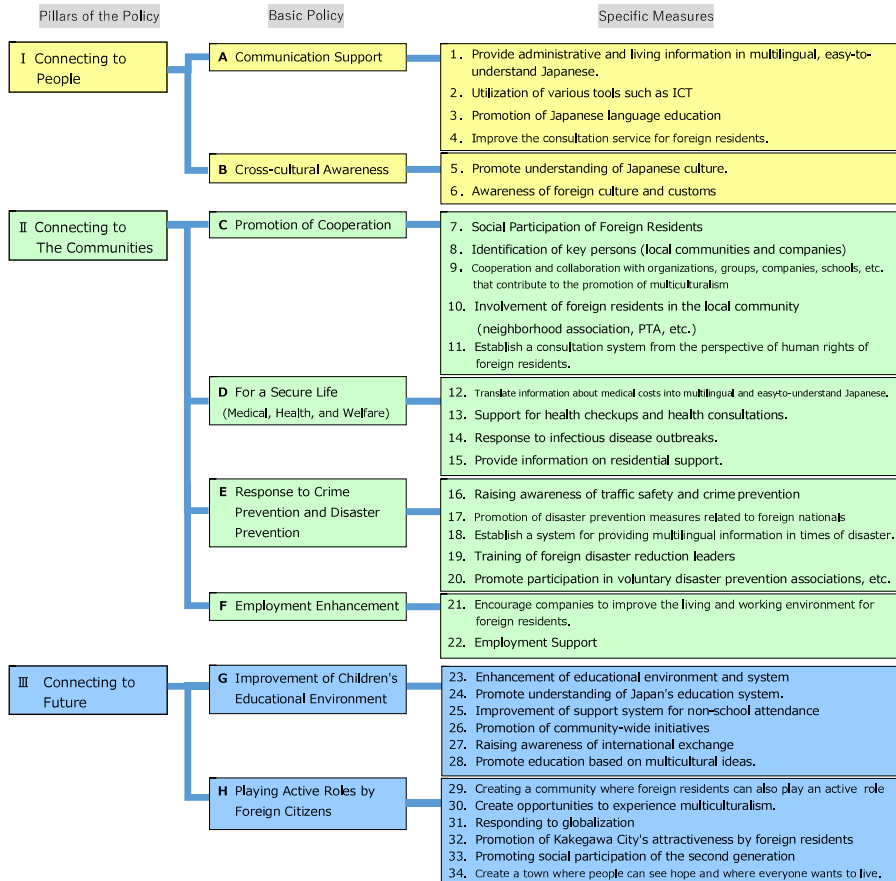 Pillars of the Policy
Basic Policy
Specific Measures
Ⅰ Connecting to
People
A Communication Support
1. Provide administrative and living information in multilingual, easy-to-
understand Japanese.
2. Utilization of various tools such as ICT
3. Promotion of Japanese language education
4. Improve the consultation service for foreign residents.
B Cross-cultural Awareness
5. Promote understanding of Japanese culture.
6. Awareness of foreign culture and customs
Ⅱ Connecting to
The Communities
C Promotion of Cooperation
7. Social Participation of Foreign Residents
8. Identification of key persons (local communities and companies)
9. Cooperation and collaboration with organizations, groups, companies, schools, etc.
that contribute to the promotion of multiculturalism
10. Involvement of foreign residents in the local community
(neighborhood association, PTA, etc.)
11. Establish a consultation system from the perspective of human rights of
foreign residents.
D For a Secure Life
(Medical, Health, and Welfare)
12. Translate information about medical costs into multilingual and easy-to-understand Japanese.
13. Support for health checkups and health consultations.
14. Response to infectious disease outbreaks.
15. Provide information on residential support.
E Response to Crime
Prevention and Disaster
Prevention
16. Raising awareness of traffic safety and crime prevention
17. Promotion of disaster prevention measures related to foreign nationals
18. Establish a system for providing multilingual information in times of disaster.
19. Training of foreign disaster reduction leaders
20. Promote participation in voluntary disaster prevention associations, etc.
F Employment Enhancement
21. Encourage companies to improve the living and working environment for
foreign residents.
22. Employment Support
Ⅲ Connecting to
Future
G Improvement of Children's
Educational Environment
23. Enhancement of educational environment and system
24. Promote understanding of Japan's education system.
25. Improvement of support system for non-school attendance
26. Promotion of community-wide initiatives
27. Raising awareness of international exchange
28. Promote education based on multicultural ideas.
H Playing Active Roles by
Foreign Citizens
29. Creating a community where foreign residents can also play an active role
30. Create opportunities to experience multiculturalism.
31. Responding to globalization
32. Promotion of Kakegawa City's attractiveness by foreign residents
33. Promoting social participation of the second generation
34. Create a town where people can see hope and where everyone wants to live.